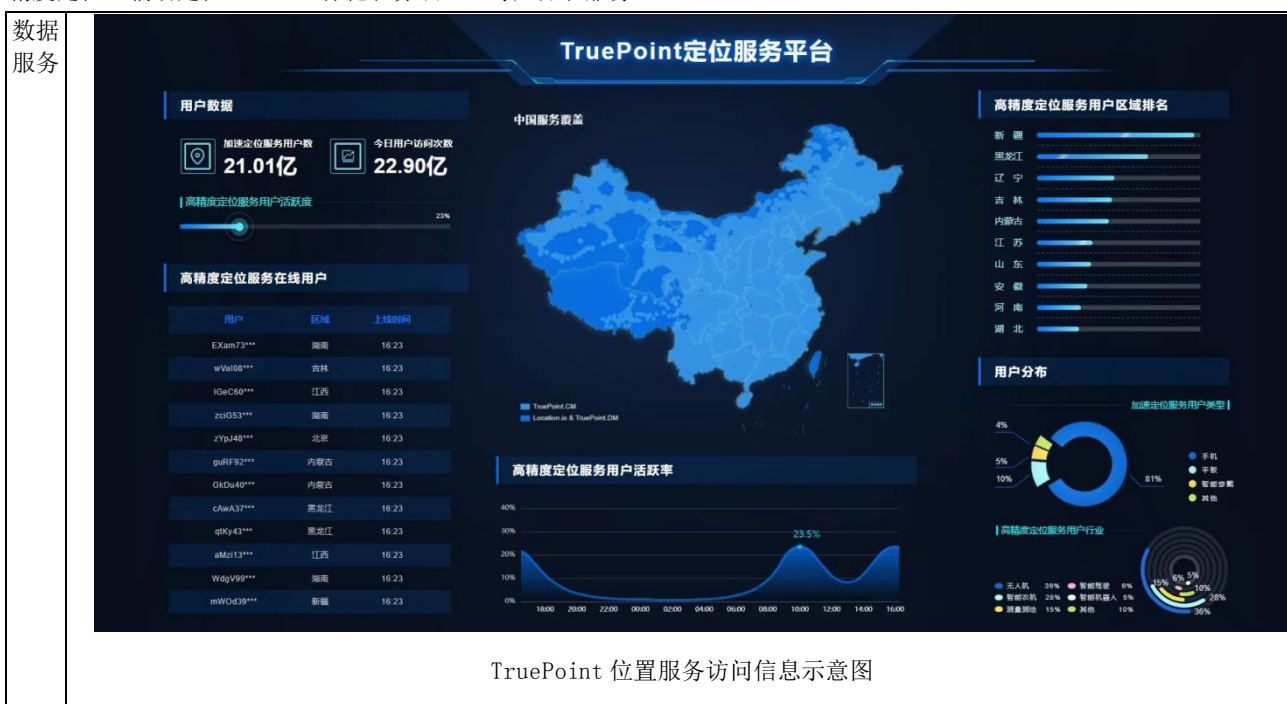 数据
服务
TruePoint定位服务平台
用户数据
加速定位服务用户数
21.01亿
今日用户访问次数
22.90亿
高精度定位服务用户活跃度
23%
高精度定位服务在线用户
用户 区域 上线时间
EXam73*** 湖南 16:23
wVal08*** 吉林 16:23
IGeC60*** 江西 16:23
zciG53*** 湖南 16:23
zYpJ48*** 北京 16:23
guRF92*** 内蒙古 16:23
GkDu40*** 内蒙古 16:23
cAwA37*** 黑龙江 16:23
qtKy43*** 黑龙江 16:23
aMzi13*** 江西 16:23
WdgV99*** 湖南 16:23
mWOd39*** 新疆 16:23
中国服务覆盖
TruePoint.CM
Location.io & TruePoint.DM
高精度定位服务用户活跃率
40%
30%
20%
10%
0%
23.5%
18:00 20:00 22:00 00:00 02:00 04:00 06:00 08:00 10:00 12:00 14:00 16:00
高精度定位服务用户区域排名
新 疆
黑龙江
辽 宁
吉 林
内蒙古
江 苏
山 东
安 徽
河 南
湖 北
用户分布
加速定位服务用户类型
4%
5%
10%
81%
手机
平板
智能穿戴
其他
高精度定位服务用户行业
无人机 36% 智能驾驶 6%
智能农机 28% 智能机器人 5%
测量测绘 15% 其他 10%
15% 6% 5%
10%
28%
36%
TruePoint 位置服务访问信息示意图